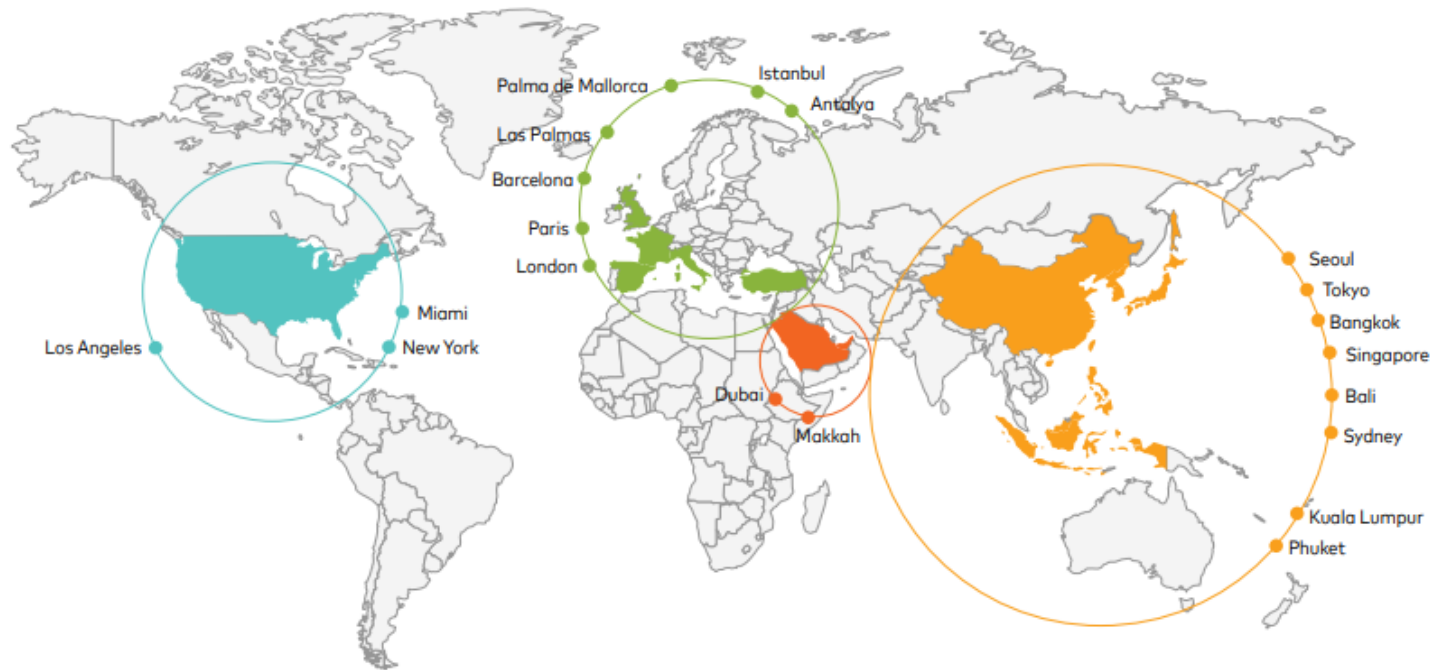 Palma de Mallorca
Istanbul
Antalya
Las Palmas
Barcelona
Paris
London
Miami
Los Angeles
New York
Dubai
Makkah
Seoul
Tokyo
Bangkok
Singapore
Bali
Sydney
Kuala Lumpur
Phuket